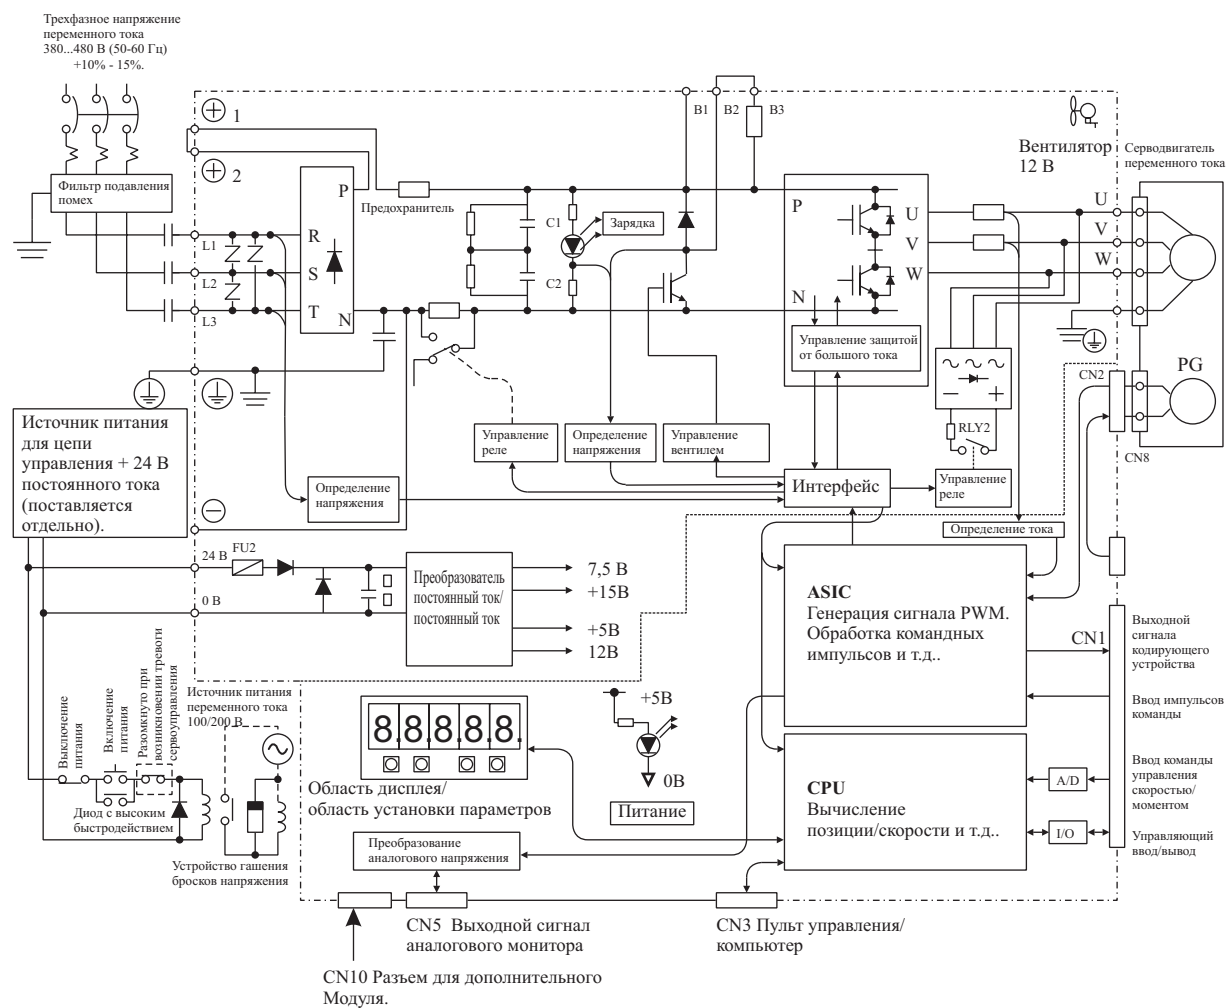 Трехфазное напряжение
переменного тока
380...480 В (50-60 Гц)
+10% - 15%.
1
2
B1
B2
B3
Вентилятор
12 В
Серводвигатель
переменного тока
Фильтр подавления
помех
P
Предохранитель
C1
Зарядка
P
U
V
W
U
V
W
L1
R
L2
S
C2
L3
T
N
N
Управление защитой
от большого тока
CN2
PG
CN8
Источник питания
для цепи
управления + 24 В
постоянного тока
(поставляется
отдельно).
Управление
реле
Определение
напряжения
Управление
вентилем
RLY2
Определение
напряжения
Интерфейс
Управление
реле
Определение тока
24 В
FU2
0 В
Преобразователь
постоянный ток/
постоянный ток
7,5 В
+15В
+5В
12В
ASIC
Генерация сигнала PWM.
Обработка командных
импульсов и т.д..
CN1
Выходной
сигнала
кодирующего
устройства
Ввод импульсов
команды
Выключение
питания
Включение
питания
Разомкнуто при
возникновении тревоги
сервоуправления
Источник питания
переменного тока
100/200 В
8.8.8.8.8.
+5В
0В
Питание
Область дисплея/
область установки параметров
CPU
Вычисление
позиции/скорости и т.д..
A/D
I/O
Ввод команды
управления
скоростью/
моментом
Управляющий
ввод/вывод
Диод с высоким
быстродействием
Устройство гашения
бросков напряжения
Преобразование
аналогового напряжения
CN5 Выходной сигнал
аналогового монитора
CN3 Пульт управления/
компьютер
CN10 Разъем для дополнительного
Модуля.